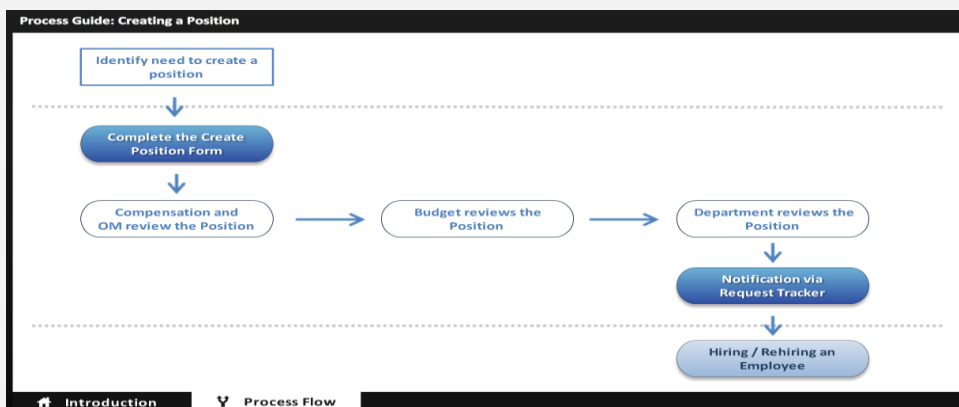 Process Guide: Creating a Position
Identify need to create a
position
Complete the Create
Position Form
Compensation and
OM review the Position
Budget reviews the
Position
Department reviews the
Position
Notification via
Request Tracker
Hiring / Rehiring an
Employee
Introduction
Process Flow